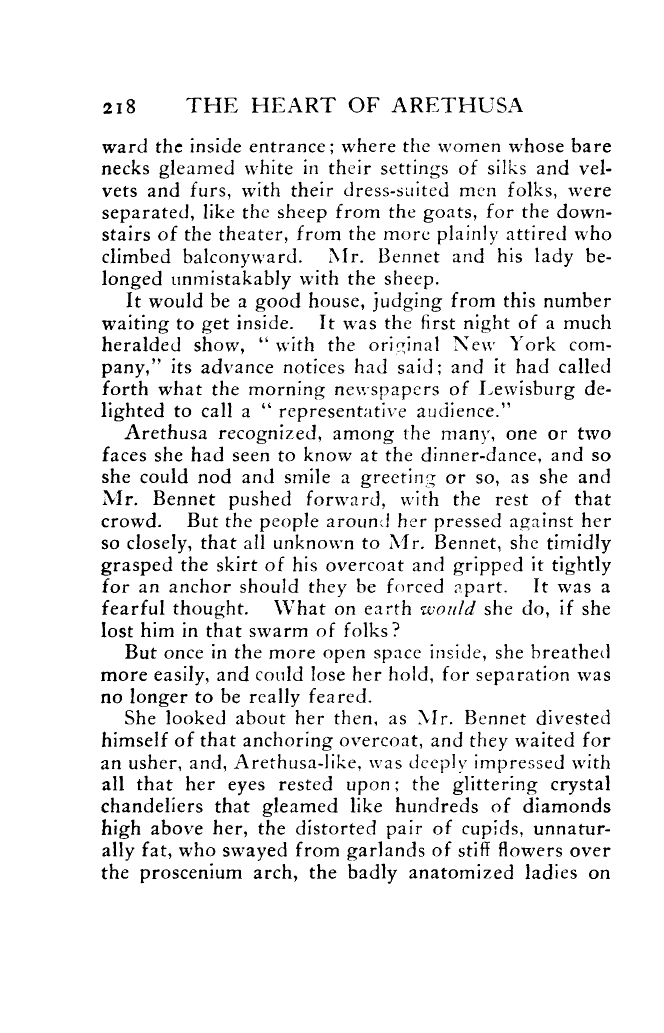 218 THE HEART OF ARETHUSA
ward the inside entrance; where the women whose bare
necks gleamed white in their settings of silks and vel-
vets and furs, with their dress-suited men folks, were
separated, like the sheep from the goats, for the down-
stairs of the theater, from the more plainly attired who
climbed balconyward. Mr. Bennet and his lady be-
longed unmistakably with the sheep.
It would be a good house, judging from this number
waiting to get inside. It was the first night of a much
heralded show, “ with the original New York com-
pany,” its advance notices had said; and it had called
forth what the morning newspapers of Lewisburg de-
lighted to call a “ representative audience.”
Arethusa recognized, among the many, one or two
faces she had seen to know at the dinner-dance, and so
she could nod and smile a greeting or so, as she and
Mr. Bennet pushed forward, with the rest of that
crowd. But the people around her pressed against her
so closely, that all unknown to Mr. Bennet, she timidly
grasped the skirt of his overcoat and gripped it tightly
for an anchor should they be forced apart. It was a
fearful thought. What on earth would she do, if she
lost him in that swarm of folks?
But once in the more open space inside, she breathed
more easily, and could lose her hold, for separation was
no longer to be really feared.
She looked about her then, as Mr. Bennet divested
himself of that anchoring overcoat, and they waited for
an usher, and, Arethusa-like, was deeply impressed with
all that her eyes rested upon; the glittering crystal
chandeliers that gleamed like hundreds of diamonds
high above her, the distorted pair of cupids, unnatur-
ally fat, who swayed from garlands of stiff flowers over
the proscenium arch, the badly anatomized ladies on